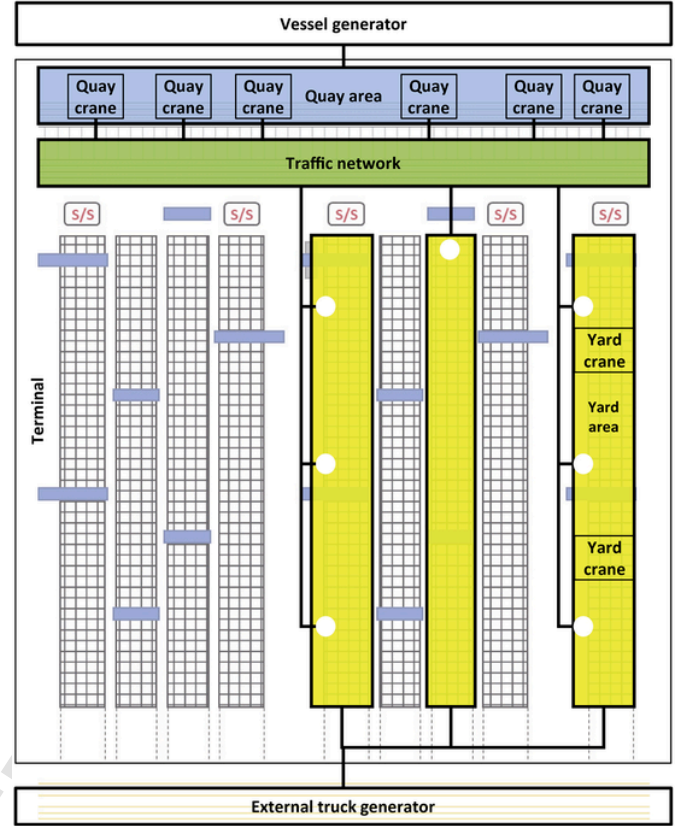 Vessel generator
Quay
crane
Quay
crane
Quay
crane
Quay area
Quay
crane
Quay
crane
Quay
crane
Traffic network
S/S
S/S
S/S
S/S
S/S
Terminal
Yard
crane
Yard
area
Yard
crane
External truck generator